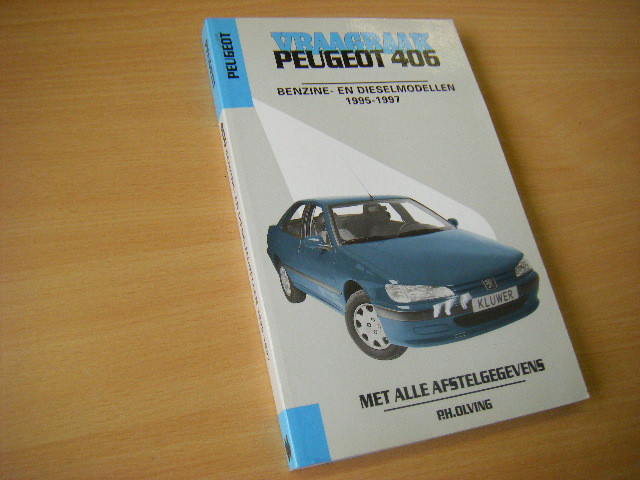 VRAAGBAAK
PEUGEOT 406
BENZINE- EN DIESELMODELLEN
1995-1997
KLUWER
MET ALLE AFSTELGEGEVENS
P.H.OLVING
PEUGEOT